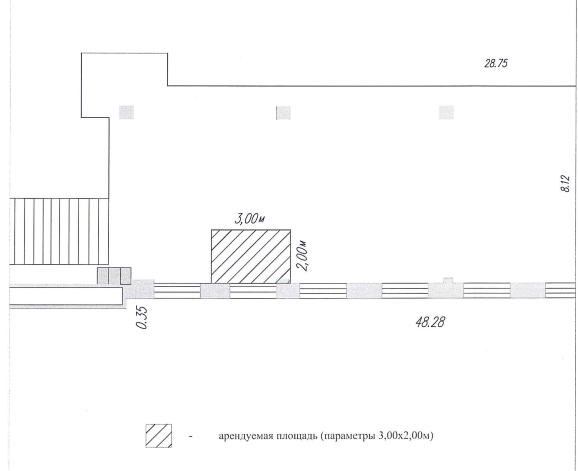 28.75
8.12
3,00м
2,00м
0.35
48.28
- арендуемая площадь (параметры 3,00х2,00м)